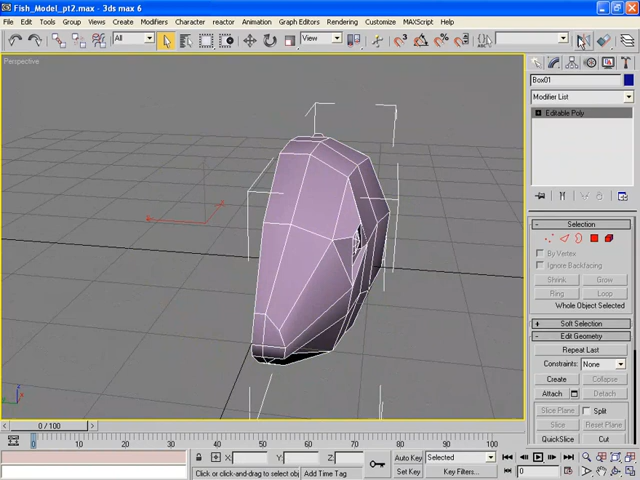 Fish_Model_pt2.max - 3ds max 6
File Edit Tools Group Views Create Modifiers Character reactor Animation Graph Editors Rendering Customize MAXScript Help
All View
Perspective
Box01
Modifier List
Editable Poly
Selection
By Vertex
Ignore Backfacing
Shrink Grow
Ring Loop
Whole Object Selected
+ Soft Selection
- Edit Geometry
Repeat Last
Constraints: None
Create Collapse
Attach
Slice Plane Split
Slice Reset Plane
QuickSlice Cut
0 / 100
0 10 20 30 40 50 60 70 80 90 100
X: Y: Z: Auto Key Selected
Click or click-and-drag to select obj Add Time Tag Set Key Key Filters... 0